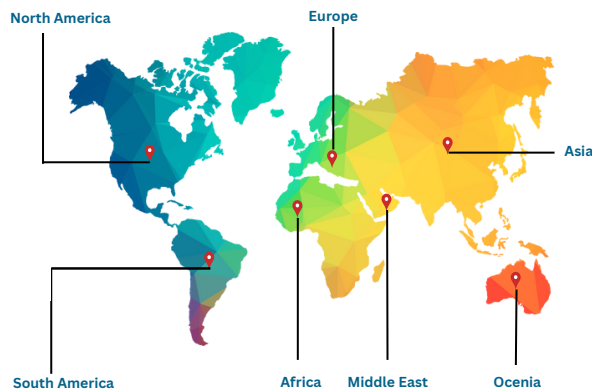 North America
Europe
Asia
South America
Africa
Middle East
Ocenia